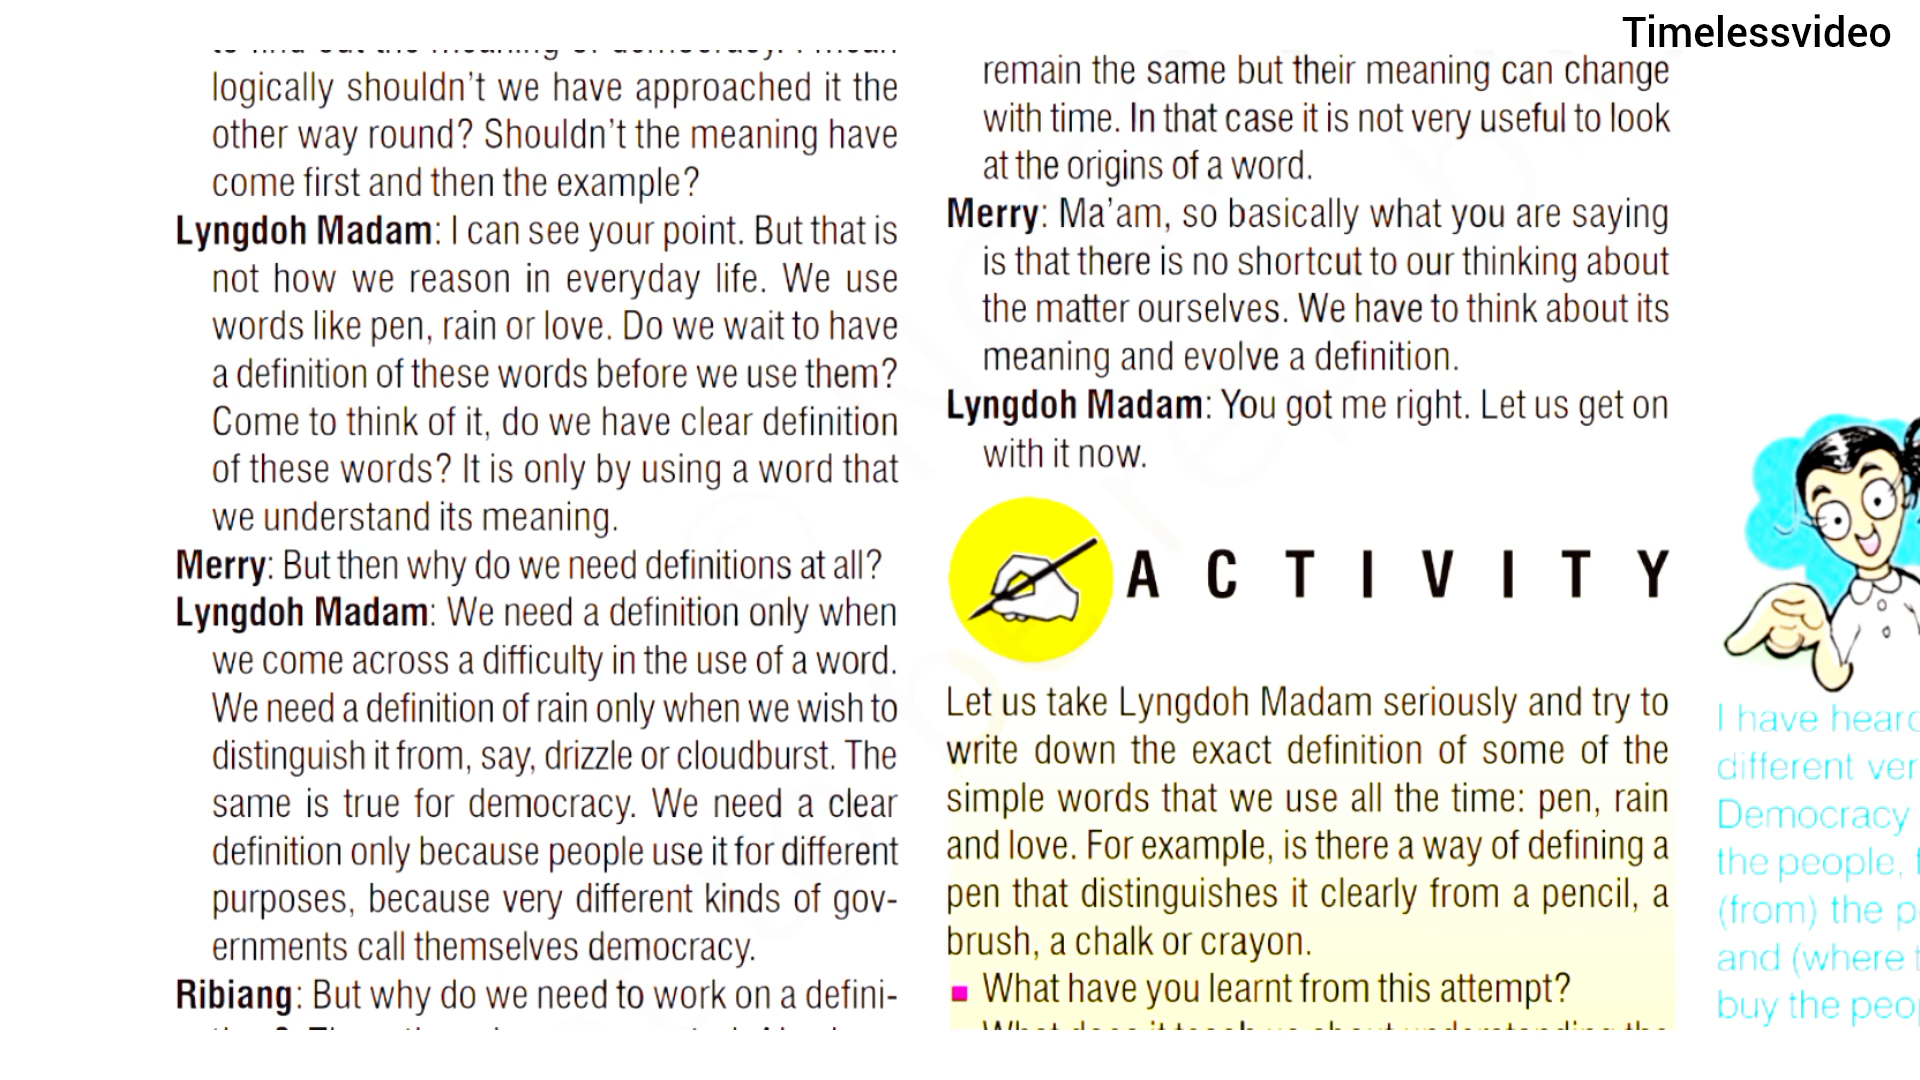 Timelessvideo
logically shouldn't we have approached it the
other way round? Shouldn't the meaning have
come first and then the example?
Lyngdoh Madam: I can see your point. But that is
not how we reason in everyday life. We use
words like pen, rain or love. Do we wait to have
a definition of these words before we use them?
Come to think of it, do we have clear definition
of these words? It is only by using a word that
we understand its meaning.
Merry: But then why do we need definitions at all?
Lyngdoh Madam: We need a definition only when
we come across a difficulty in the use of a word.
We need a definition of rain only when we wish to
distinguish it from, say, drizzle or cloudburst. The
same is true for democracy. We need a clear
definition only because people use it for different
purposes, because very different kinds of gov-
ernments call themselves democracy.
Ribiang: But why do we need to work on a defini-
remain the same but their meaning can change
with time. In that case it is not very useful to look
at the origins of a word.
Merry: Ma'am, so basically what you are saying
is that there is no shortcut to our thinking about
the matter ourselves. We have to think about its
meaning and evolve a definition.
Lyngdoh Madam: You got me right. Let us get on
with it now.
ACTIVITY
Let us take Lyngdoh Madam seriously and try to
write down the exact definition of some of the
simple words that we use all the time: pen, rain
and love. For example, is there a way of defining a
pen that distinguishes it clearly from a pencil, a
brush, a chalk or crayon.
What have you learnt from this attempt?
I have
different
Democracy
the people,
(from) the
and (where
buy the